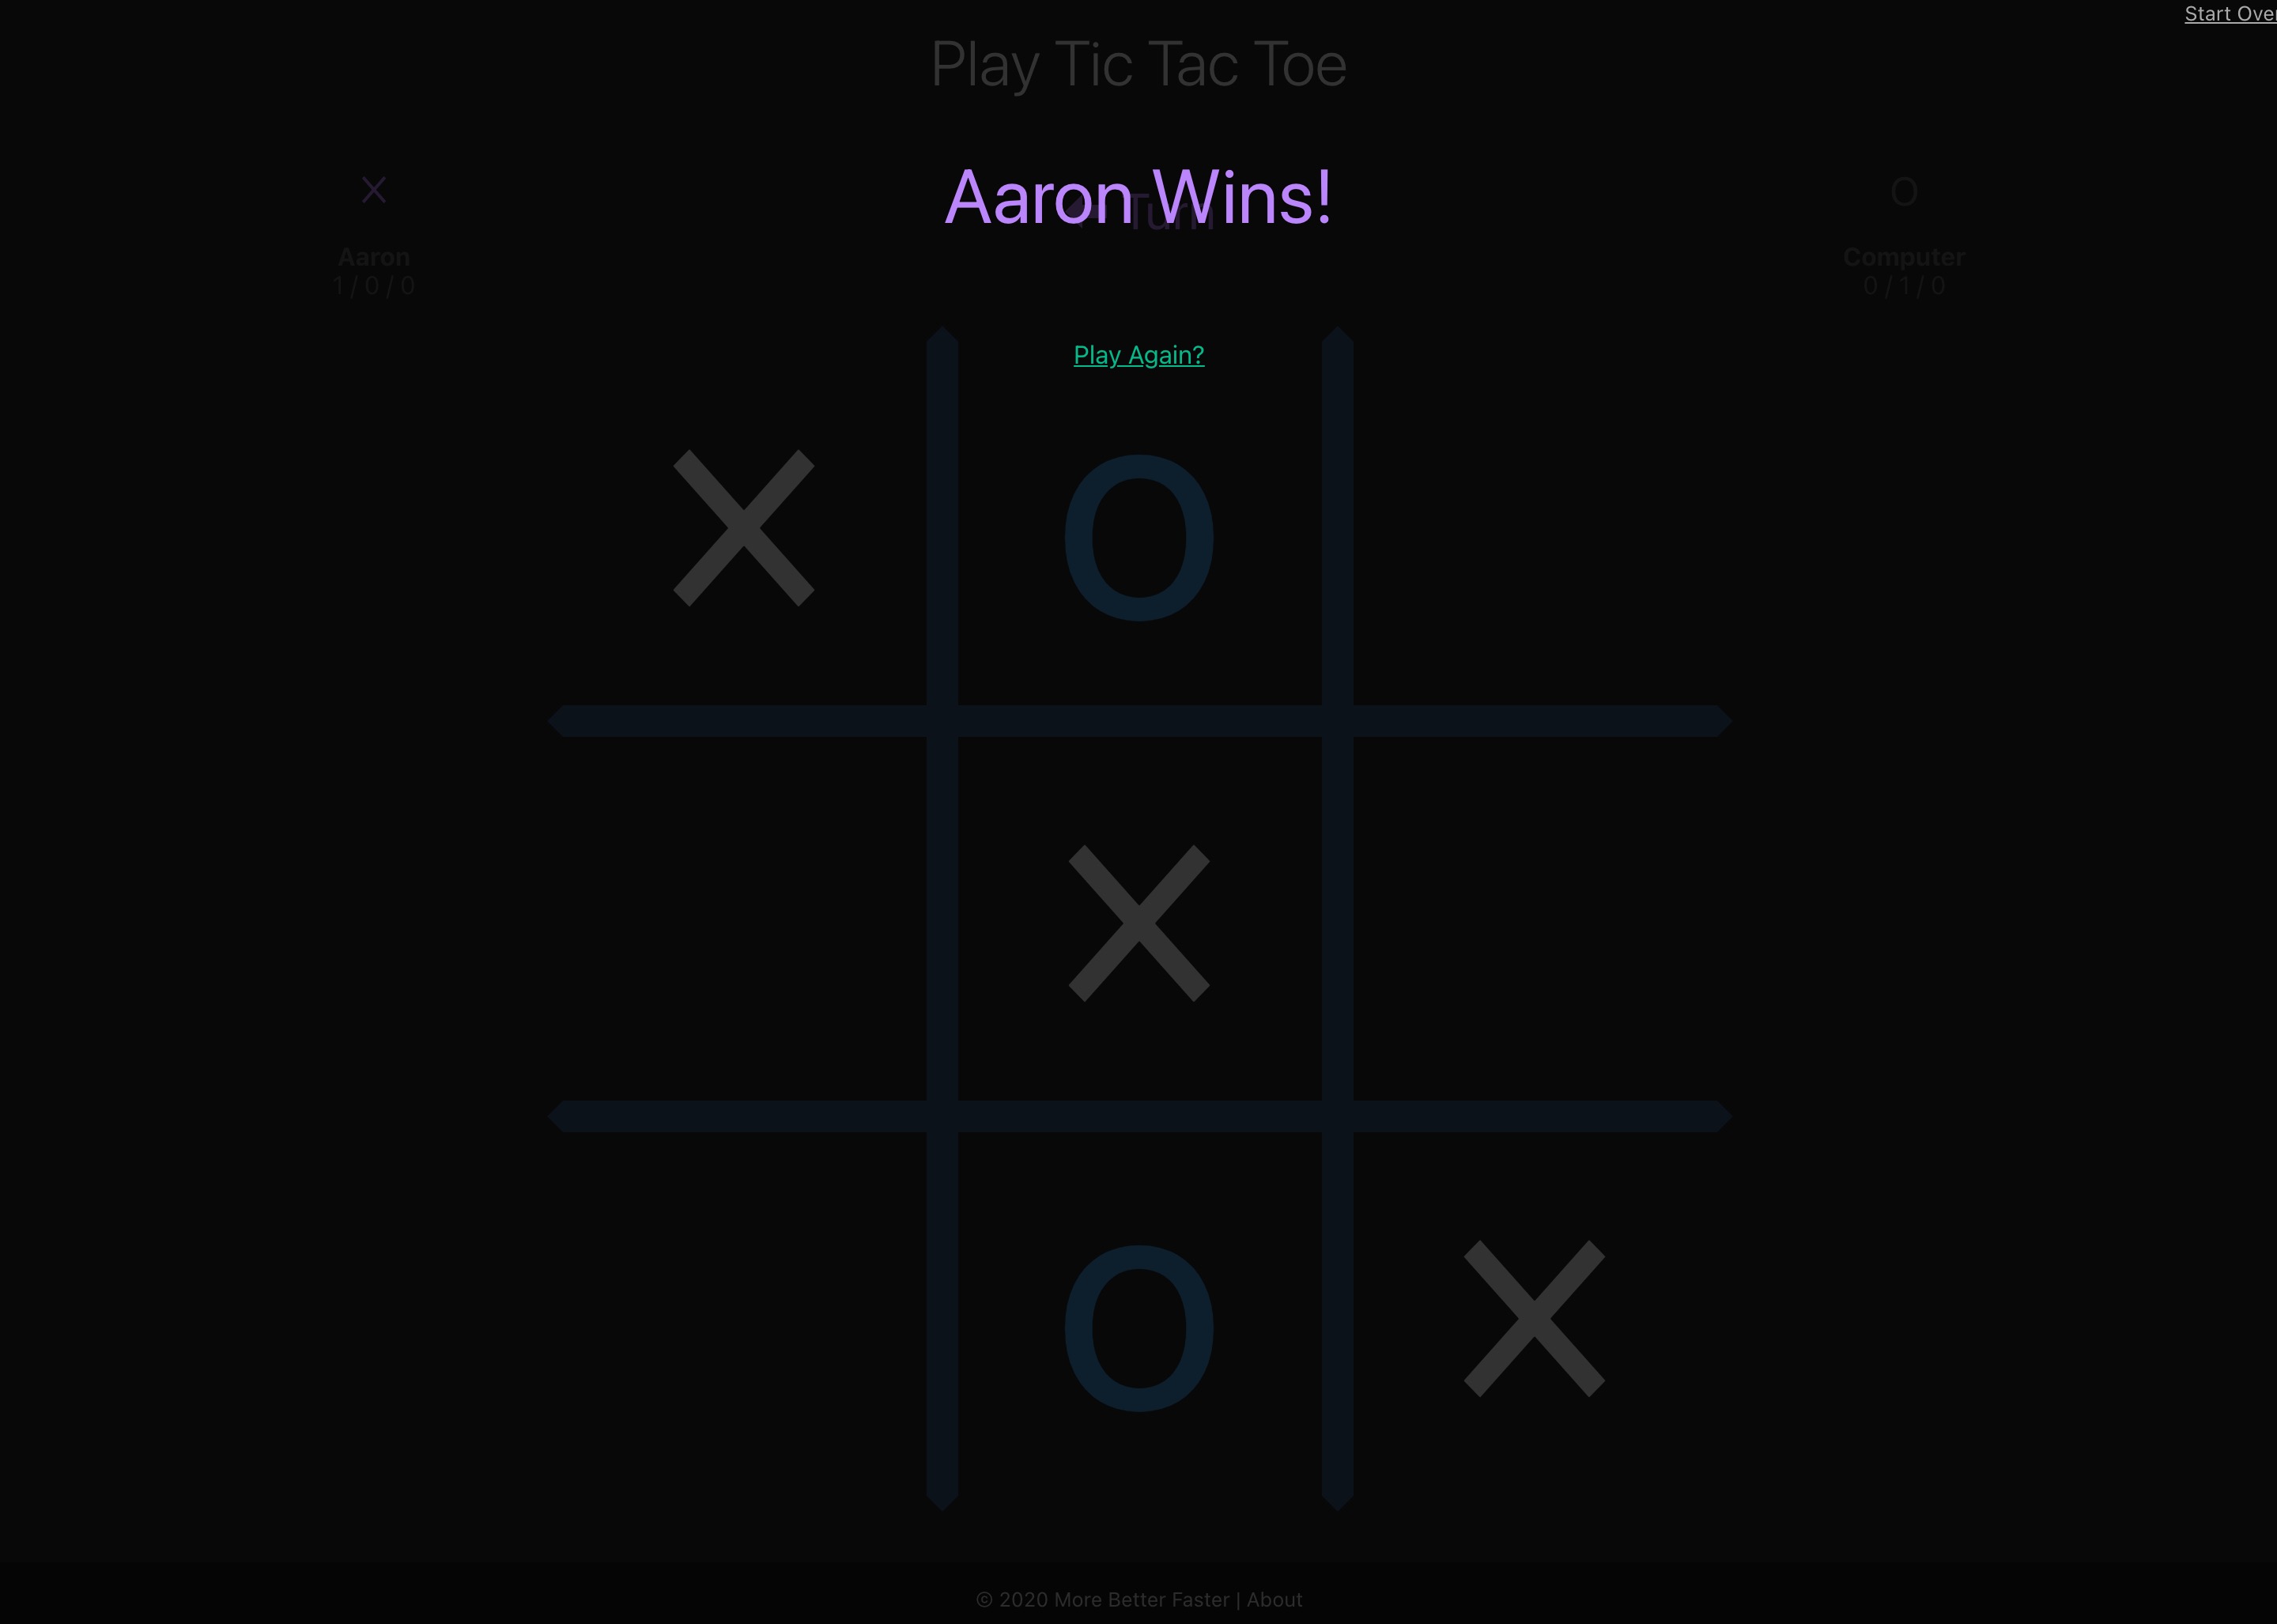 Start Over
Play Tic Tac Toe
Aaron Wins!
Turn
X
O
Aaron
1 / 0 / 0
Computer
0 / 1 / 0
Play Again?
X O
X
O X
© 2020 More Better Faster | About